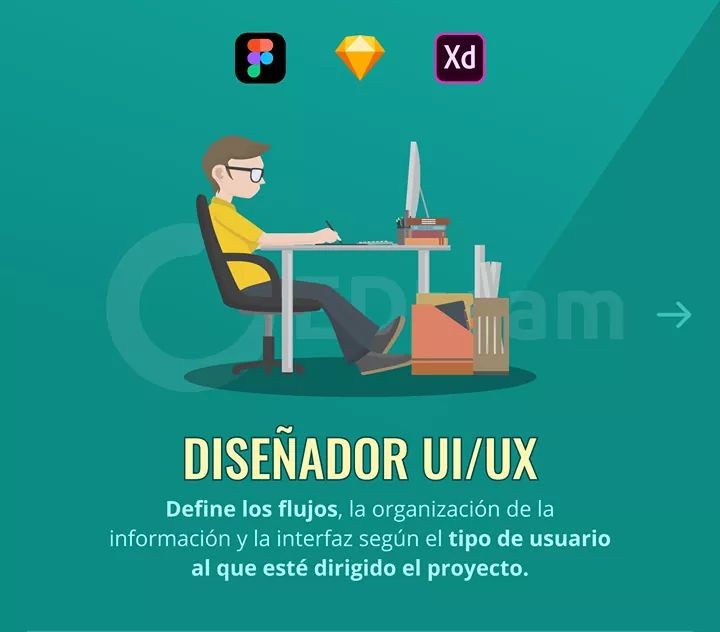 Xd
DISEÑADOR UI/UX
Define los flujos, la organización de la
información y la interfaz según el tipo de usuario
al que esté dirigido el proyecto.